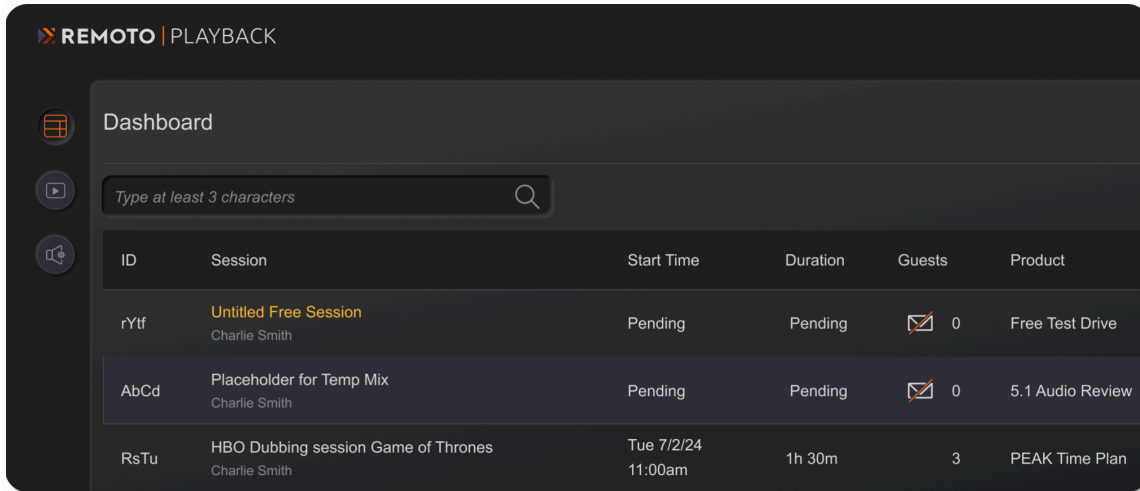 REMOTO | PLAYBACK
Dashboard
Type at least 3 characters
ID Session Start Time Duration Guests Product
rYtf Untitled Free Session Charlie Smith Pending Pending 0 Free Test Drive
AbCd Placeholder for Temp Mix Charlie Smith Pending Pending 0 5.1 Audio Review
RsTu HBO Dubbing session Game of Thrones Charlie Smith Tue 7/2/24 11:00am 1h 30m 3 PEAK Time Plan